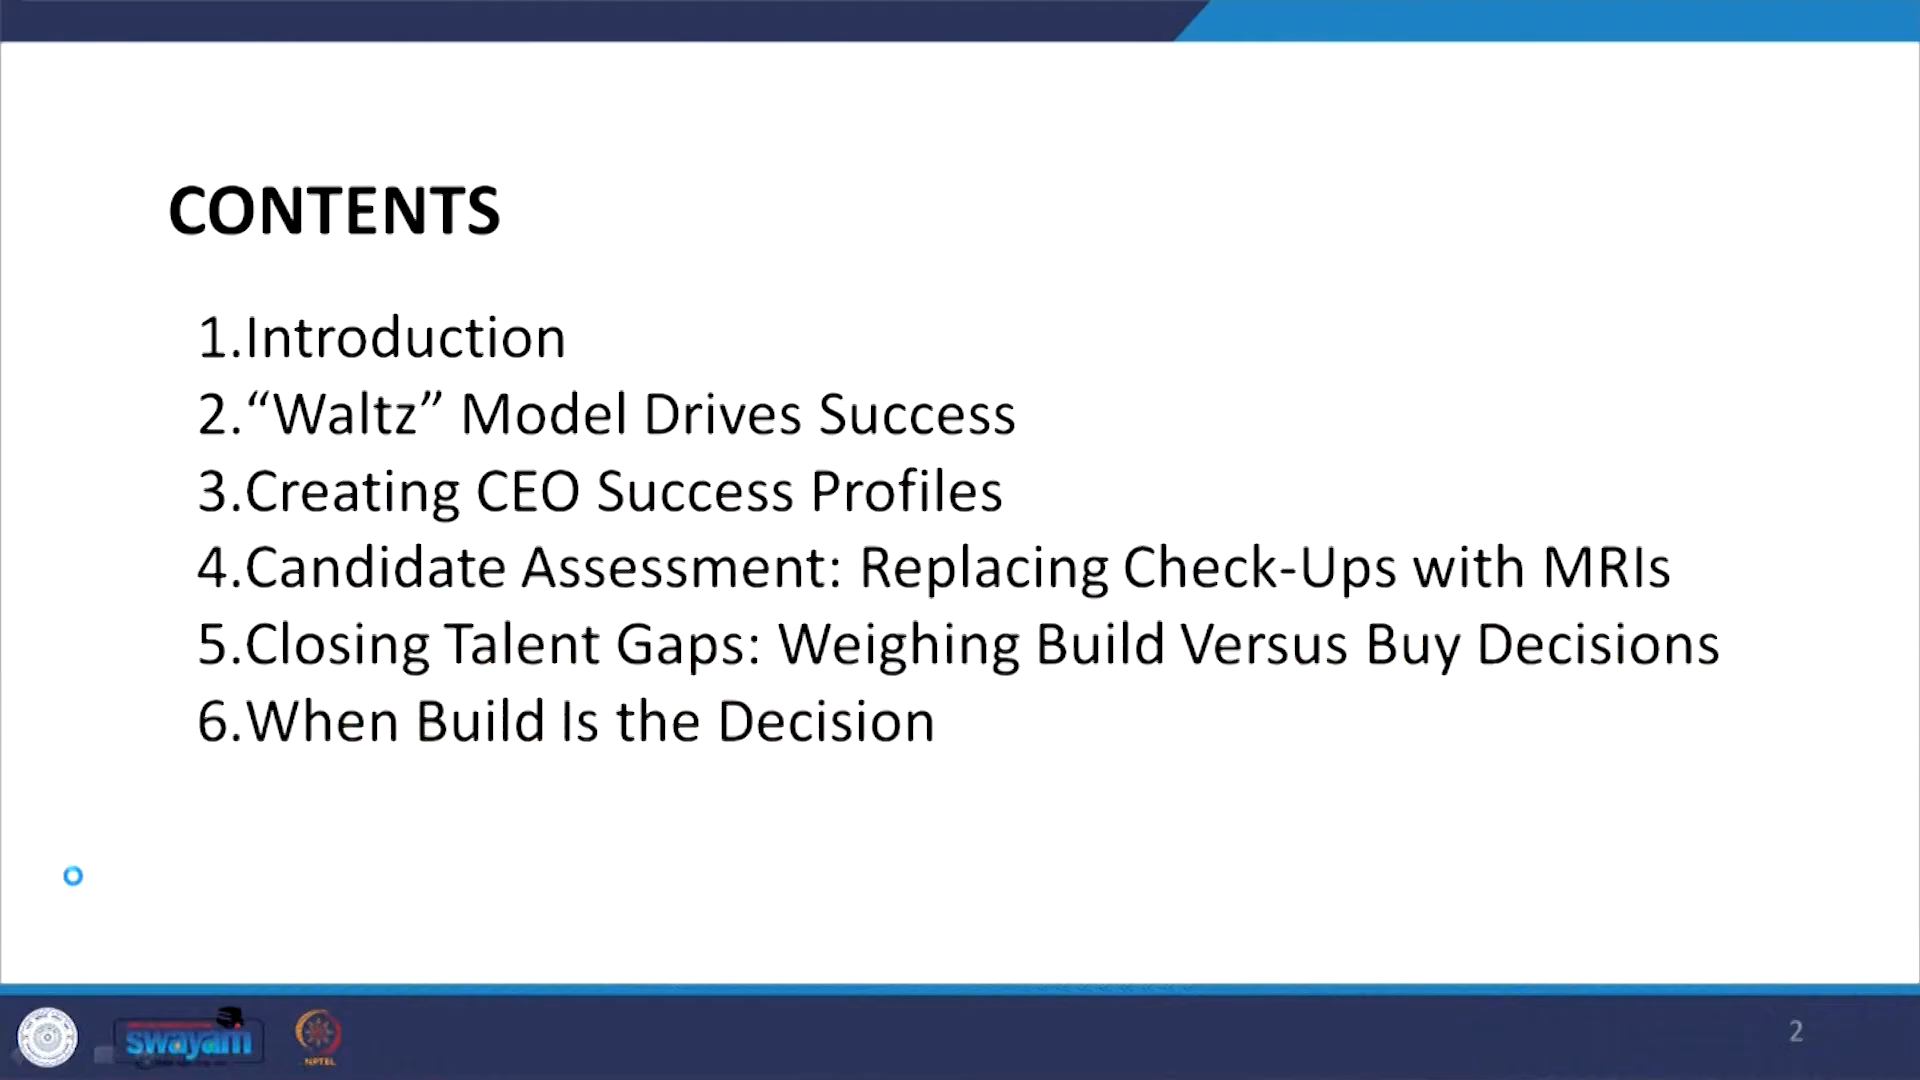 CONTENTS
1.Introduction
2.“Waltz” Model Drives Success
3.Creating CEO Success Profiles
4.Candidate Assessment: Replacing Check-Ups with MRIs
5.Closing Talent Gaps: Weighing Build Versus Buy Decisions
6.When Build Is the Decision
swayam
NPTEL
2